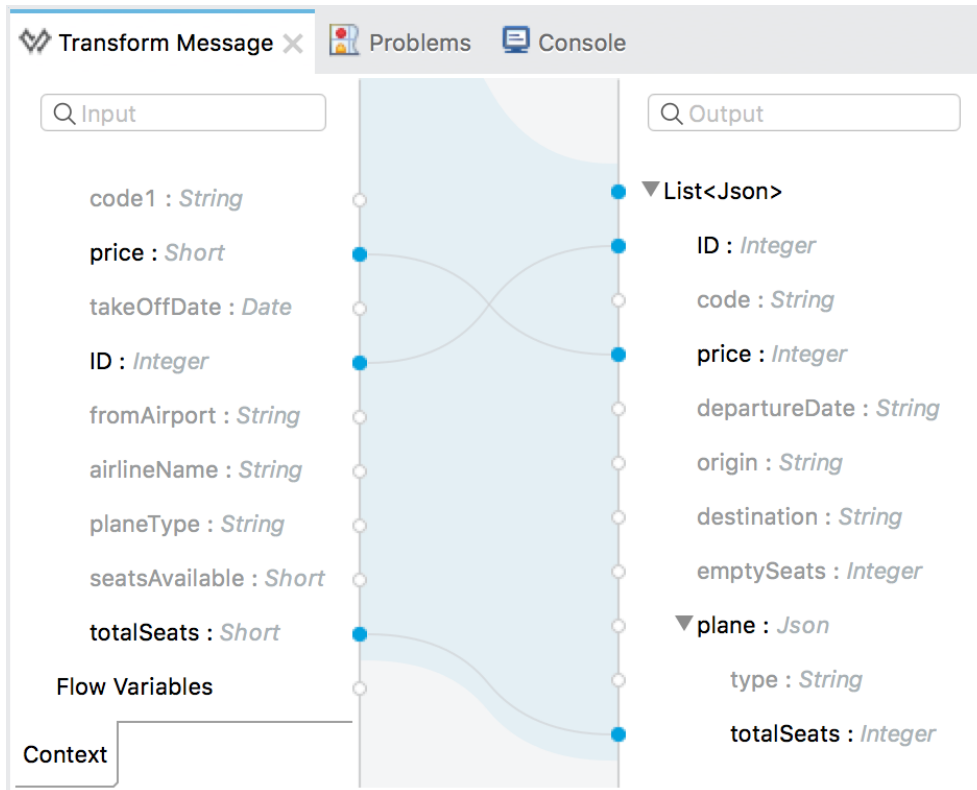 Transform Message Problems Console
Input
code1 : String
price : Short
takeOffDate : Date
ID : Integer
fromAirport : String
airlineName : String
planeType : String
seatsAvailable : Short
totalSeats : Short
Flow Variables
Context
Output
List<Json>
ID : Integer
code : String
price : Integer
departureDate : String
origin : String
destination : String
emptySeats : Integer
plane : Json
type : String
totalSeats : Integer